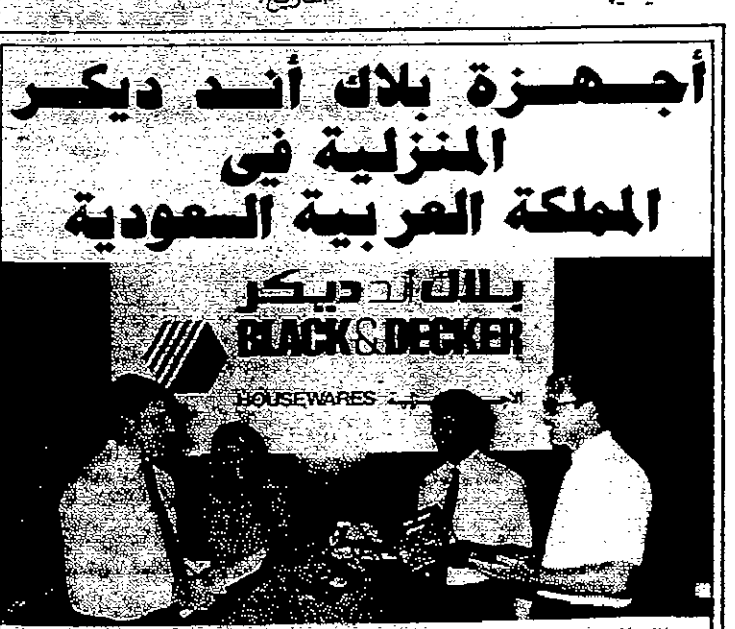 أجهزة بلاك أند ديكر
المنزلية في
المملكة العربية السعودية
بلاك أند ديكر
BLACK & DECKER
HOUSEWARES